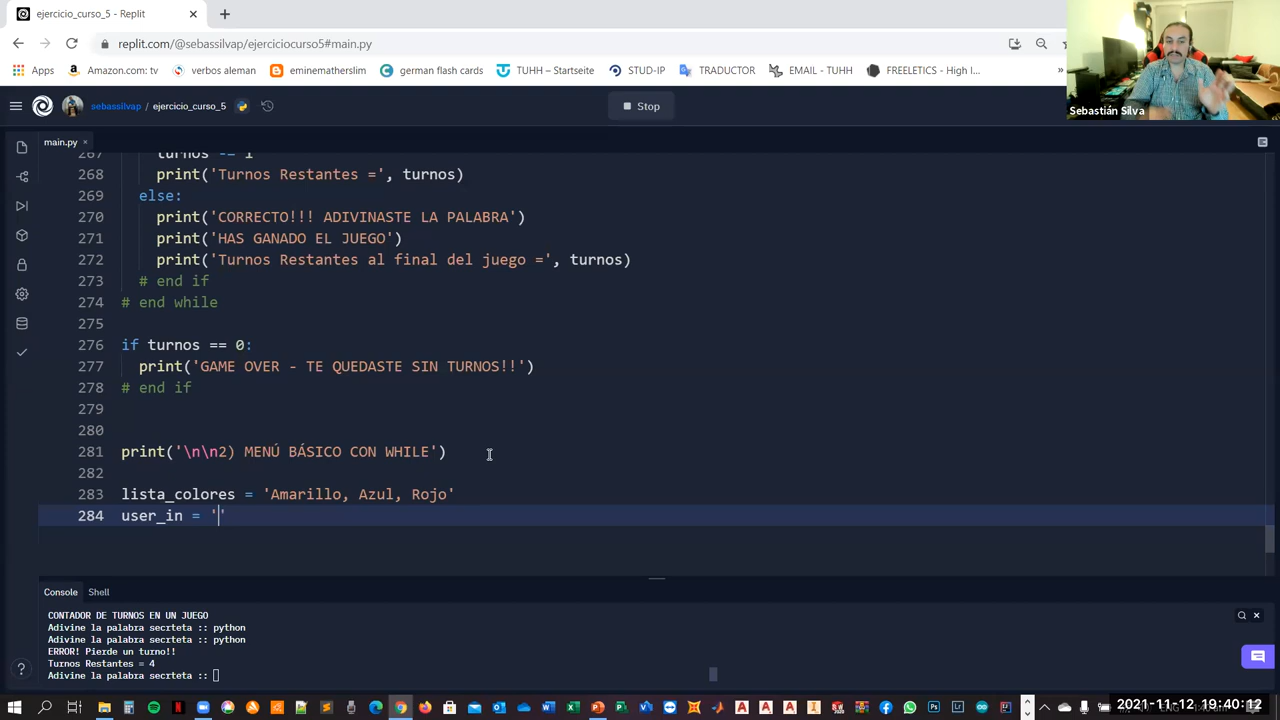 ejercicio_curso_5 - Replit
replit.com/@sebassilvap/ejerciciocurso5#main.py
Apps
Amazon.com: tv
verbos aleman
eminematherslim
german flash cards
TUHH – Startseite
STUD-IP
TRADUCTOR
EMAIL - TUHH
FREELETICS - High I...
»
Sebastián Silva
sebassilvap / ejercicio_curso_5
Stop
main.py ×
267 turnos -= 1
268 print('Turnos Restantes =', turnos)
269 else:
270 print('CORRECTO!!! ADIVINASTE LA PALABRA')
271 print('HAS GANADO EL JUEGO')
272 print('Turnos Restantes al final del juego =', turnos)
273 # end if
274 # end while
275
276 if turnos == 0:
277 print('GAME OVER - TE QUEDASTE SIN TURNOS!!')
278 # end if
279
280
281 print('\n\n2) MENÚ BÁSICO CON WHILE')
282
283 lista_colores = 'Amarillo, Azul, Rojo'
284 user_in = ''
Console Shell
CONTADOR DE TURNOS EN UN JUEGO
Adivine la palabra secrteta :: python
Adivine la palabra secrteta :: python
ERROR! Pierde un turno!!
Turnos Restantes = 4
Adivine la palabra secrteta ::
2021-11-12 19:40:12